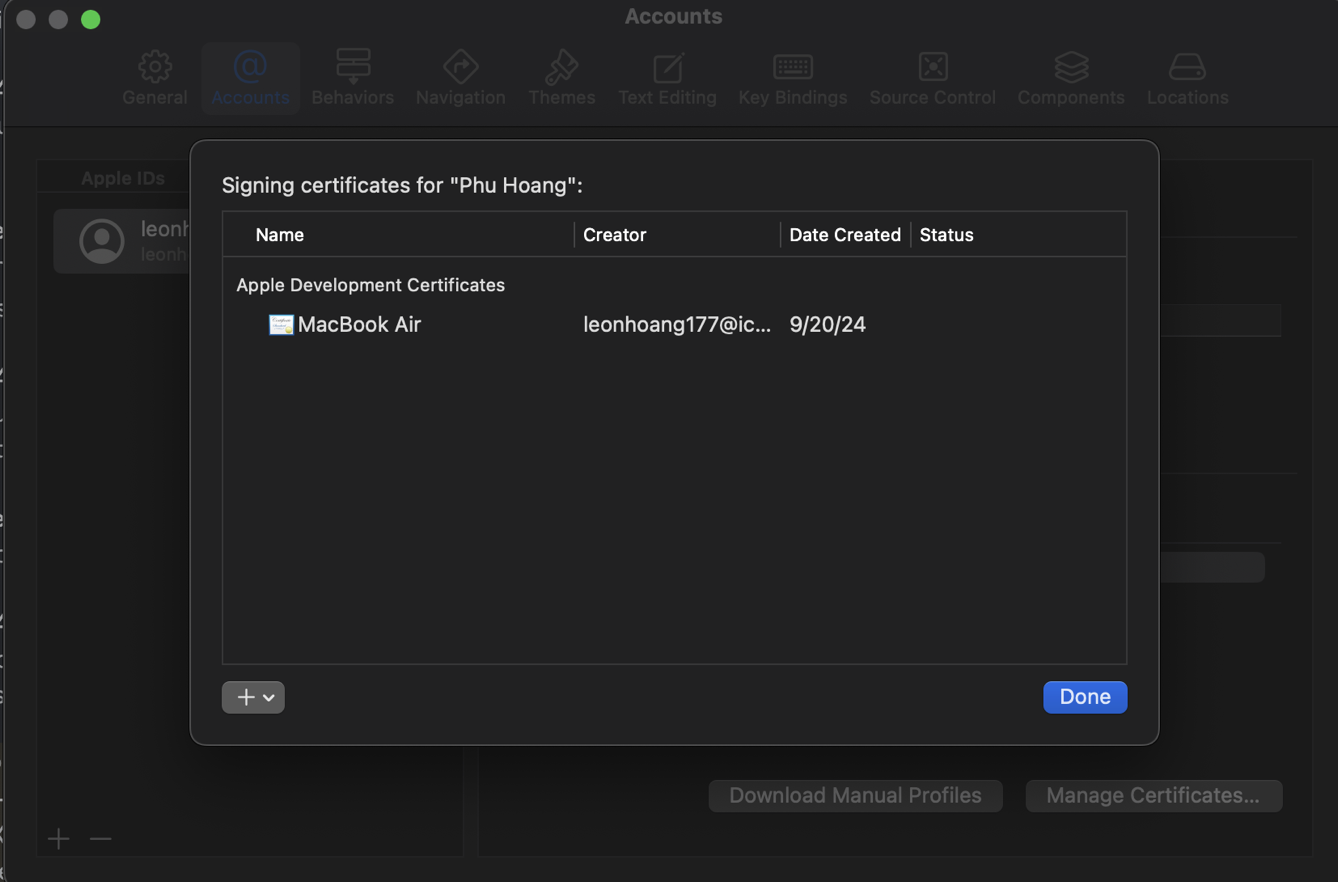 Accounts
General
Accounts
Behaviors
Navigation
Themes
Text Editing
Key Bindings
Source Control
Components
Locations
Apple IDs
leonh
leonh
Signing certificates for "Phu Hoang":
Name Creator Date Created Status
Apple Development Certificates
MacBook Air leonhoang177@ic... 9/20/24
Done
Download Manual Profiles
Manage Certificates...